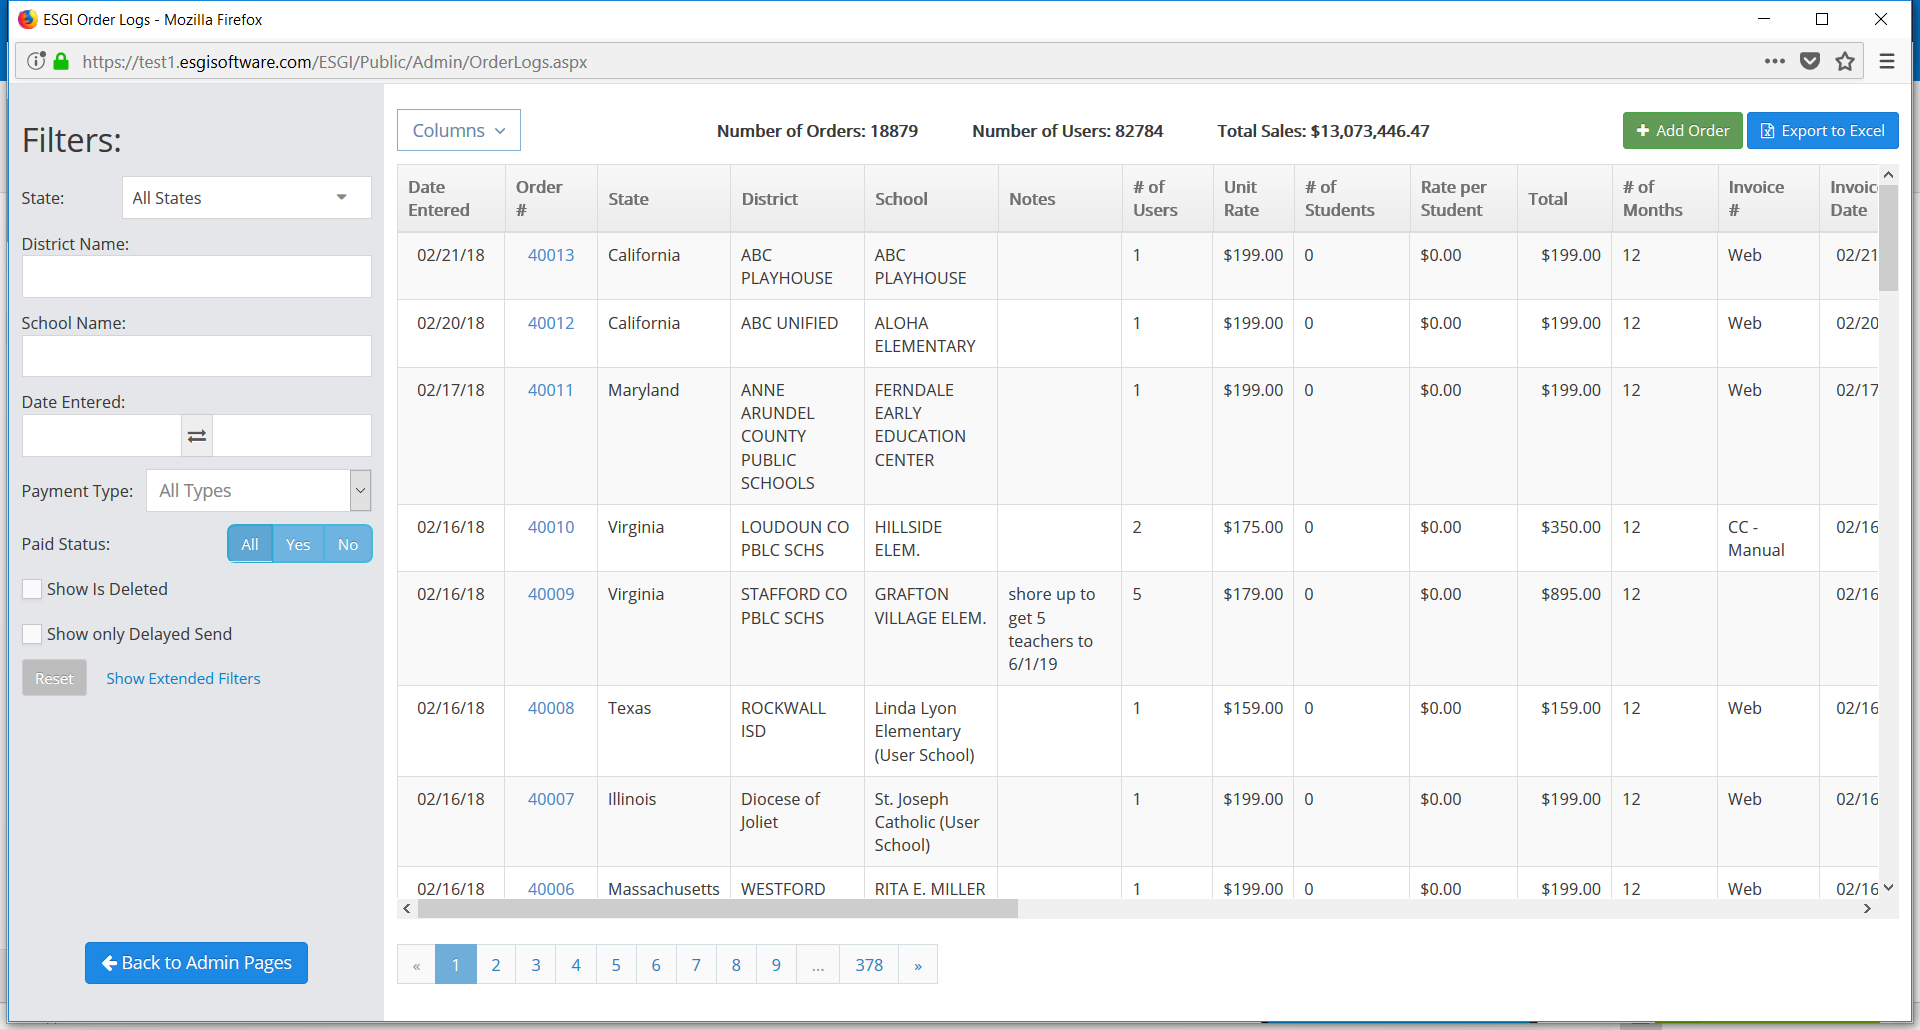 ESGI Order Logs - Mozilla Firefox
https://test1.esgisoftware.com/ESGI/Public/Admin/OrderLogs.aspx
Filters:
State:
All States
District Name:
School Name:
Date Entered:
Payment Type:
All Types
Paid Status:
All Yes No
Show Is Deleted
Show only Delayed Send
Reset
Show Extended Filters
Back to Admin Pages
Columns
Number of Orders: 18879
Number of Users: 82784
Total Sales: $13,073,446.47
Add Order
Export to Excel
Date Entered
Order #
State
District
School
Notes
# of Users
Unit Rate
# of Students
Rate per Student
Total
# of Months
Invoice #
Invoic Date
02/21/18 40013 California ABC PLAYHOUSE ABC PLAYHOUSE 1 $199.00 0 $0.00 $199.00 12 Web 02/21
02/20/18 40012 California ABC UNIFIED ALOHA ELEMENTARY 1 $199.00 0 $0.00 $199.00 12 Web 02/20
02/17/18 40011 Maryland ANNE ARUNDEL COUNTY PUBLIC SCHOOLS FERNDALE EARLY EDUCATION CENTER 1 $199.00 0 $0.00 $199.00 12 Web 02/17
02/16/18 40010 Virginia LOUDOUN CO PBLC SCHS HILLSIDE ELEM. 2 $175.00 0 $0.00 $350.00 12 CC - Manual 02/16
02/16/18 40009 Virginia STAFFORD CO PBLC SCHS GRAFTON VILLAGE ELEM. shore up to get 5 teachers to 6/1/19 5 $179.00 0 $0.00 $895.00 12 02/16
02/16/18 40008 Texas ROCKWALL ISD Linda Lyon Elementary (User School) 1 $159.00 0 $0.00 $159.00 12 Web 02/16
02/16/18 40007 Illinois Diocese of Joliet St. Joseph Catholic (User School) 1 $199.00 0 $0.00 $199.00 12 Web 02/16
02/16/18 40006 Massachusetts WESTFORD RITA E. MILLER 1 $199.00 0 $0.00 $199.00 12 Web 02/16
« 1 2 3 4 5 6 7 8 9 ... 378 »